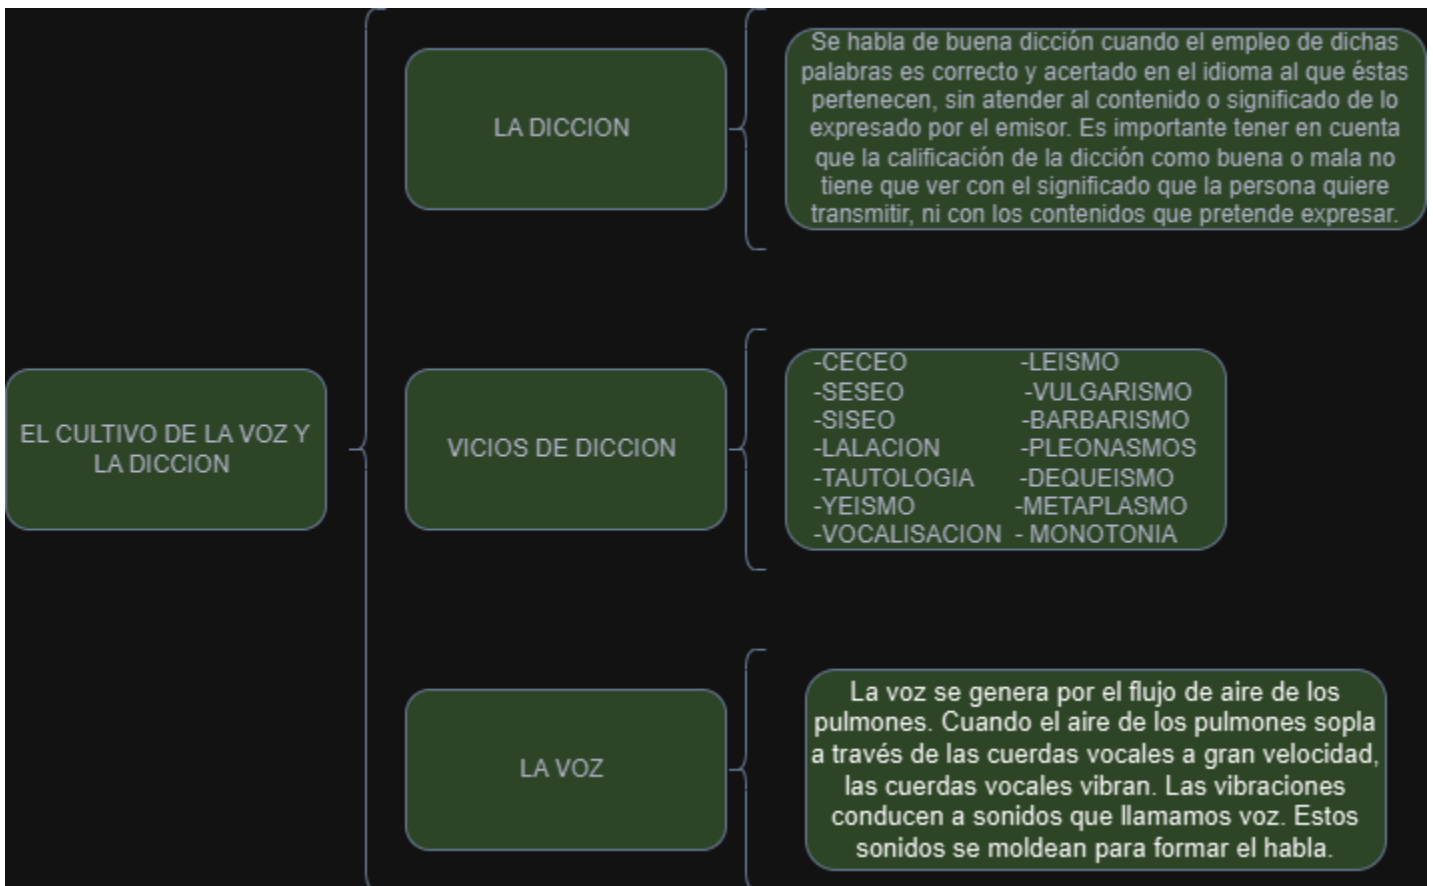 EL CULTIVO DE LA VOZ Y
LA DICCION
LA DICCION
Se habla de buena dicción cuando el empleo de dichas
palabras es correcto y acertado en el idioma al que éstas
pertenecen, sin atender al contenido o significado de lo
expresado por el emisor. Es importante tener en cuenta
que la calificación de la dicción como buena o mala no
tiene que ver con el significado que la persona quiere
transmitir, ni con los contenidos que pretende expresar.
VICIOS DE DICCION
-CECEO -LEISMO
-SESEO -VULGARISMO
-SISEO -BARBARISMO
-LALACION -PLEONASMOS
-TAUTOLOGIA -DEQUEISMO
-YEISMO -METAPLASMO
-VOCALISACION - MONOTONIA
LA VOZ
La voz se genera por el flujo de aire de los
pulmones. Cuando el aire de los pulmones sopla
a través de las cuerdas vocales a gran velocidad,
las cuerdas vocales vibran. Las vibraciones
conducen a sonidos que llamamos voz. Estos
sonidos se moldean para formar el habla.